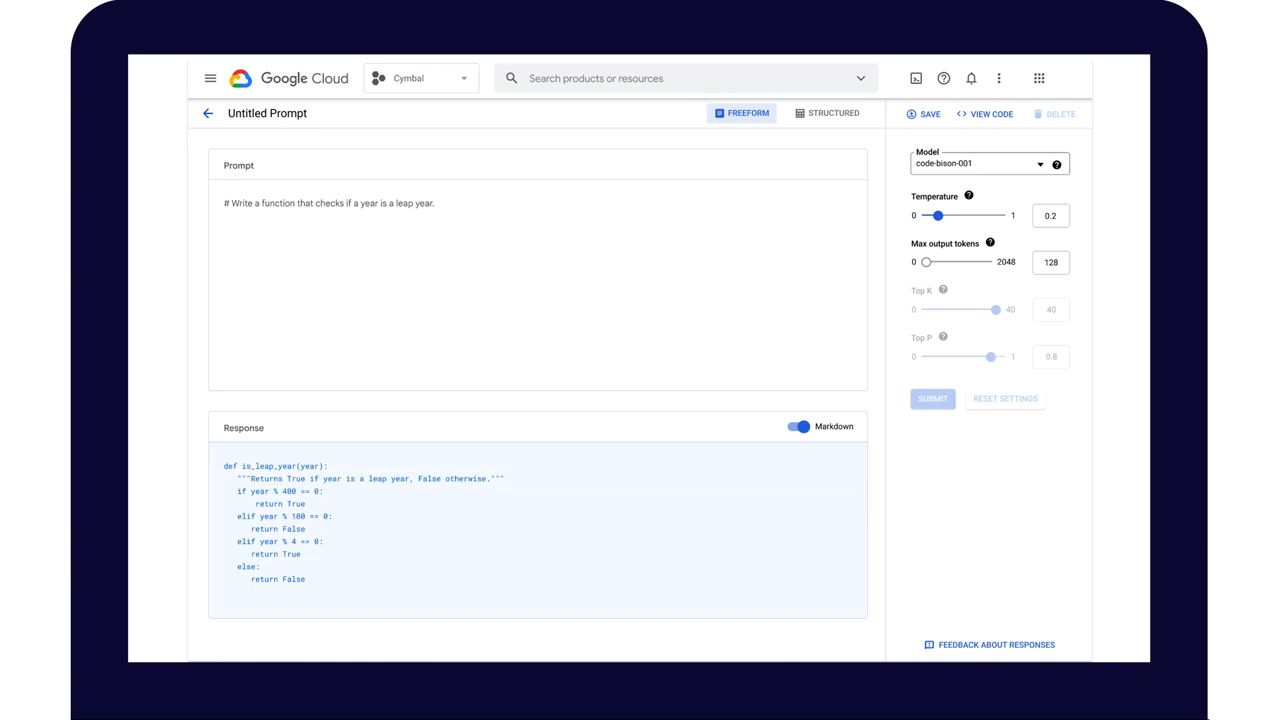 Google Cloud
Cymbal
Search products or resources
Untitled Prompt
FREEFORM
STRUCTURED
SAVE
VIEW CODE
DELETE
Prompt
# Write a function that checks if a year is a leap year.
Model
code-bison-001
Temperature
0
1
0.2
Max output tokens
0
2048
128
Top K
0
40
40
Top P
0
1
0.8
SUBMIT
RESET SETTINGS
Response
Markdown
def is_leap_year(year):
"""Returns True if year is a leap year, False otherwise."""
if year % 400 == 0:
return True
elif year % 100 == 0:
return False
elif year % 4 == 0:
return True
else:
return False
FEEDBACK ABOUT RESPONSES